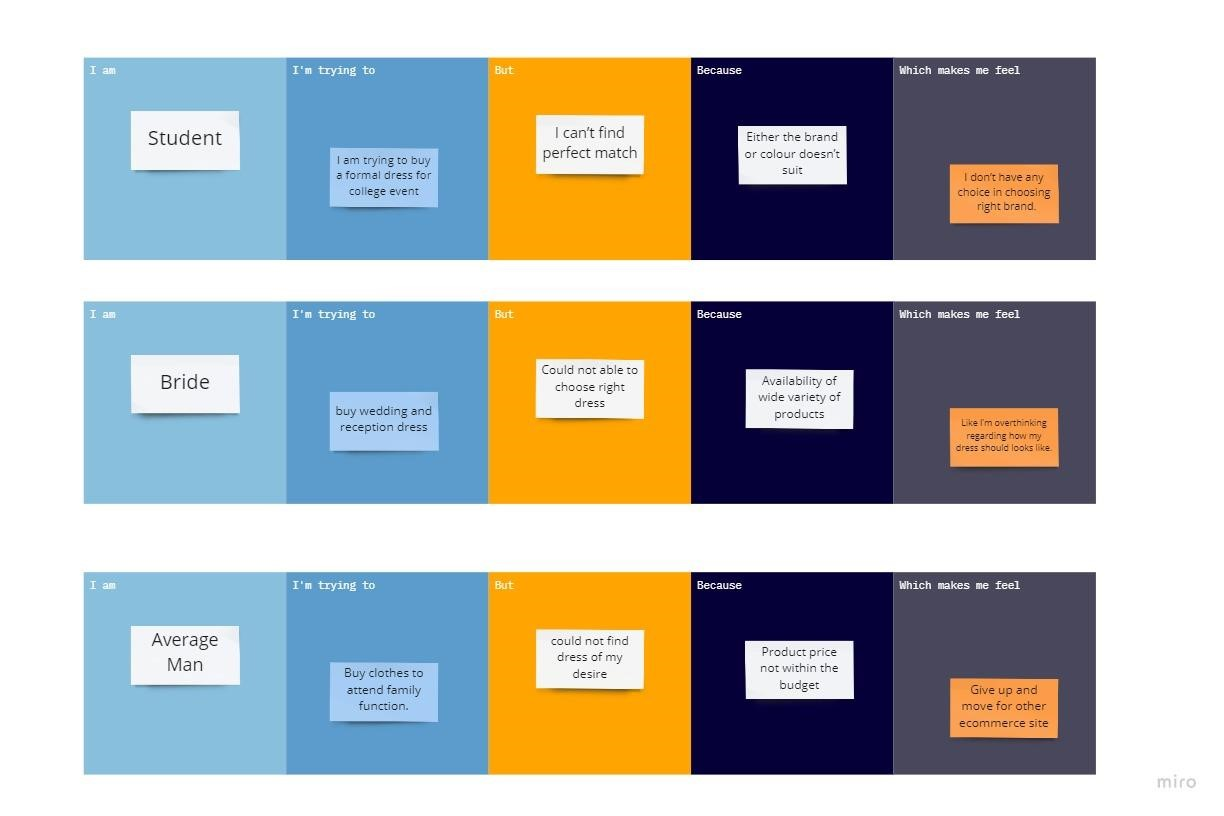 I am
I'm trying to
But
Because
Which makes me feel
Student
I am trying to buy
a formal dress for
college event
I can't find
perfect match
Either the brand
or colour doesn't
suit
I don't have any
choice in choosing
right brand.
I am
I'm trying to
But
Because
Which makes me feel
Bride
buy wedding and
reception dress
Could not able to
choose right
dress
Availability of
wide variety of
products
Like I'm overthinking
regarding how my
dress should looks like.
I am
I'm trying to
But
Because
Which makes me feel
Average
Man
Buy clothes to
attend family
function.
could not find
dress of my
desire
Product price
not within the
budget
Give up and
move for other
ecommerce site
miro